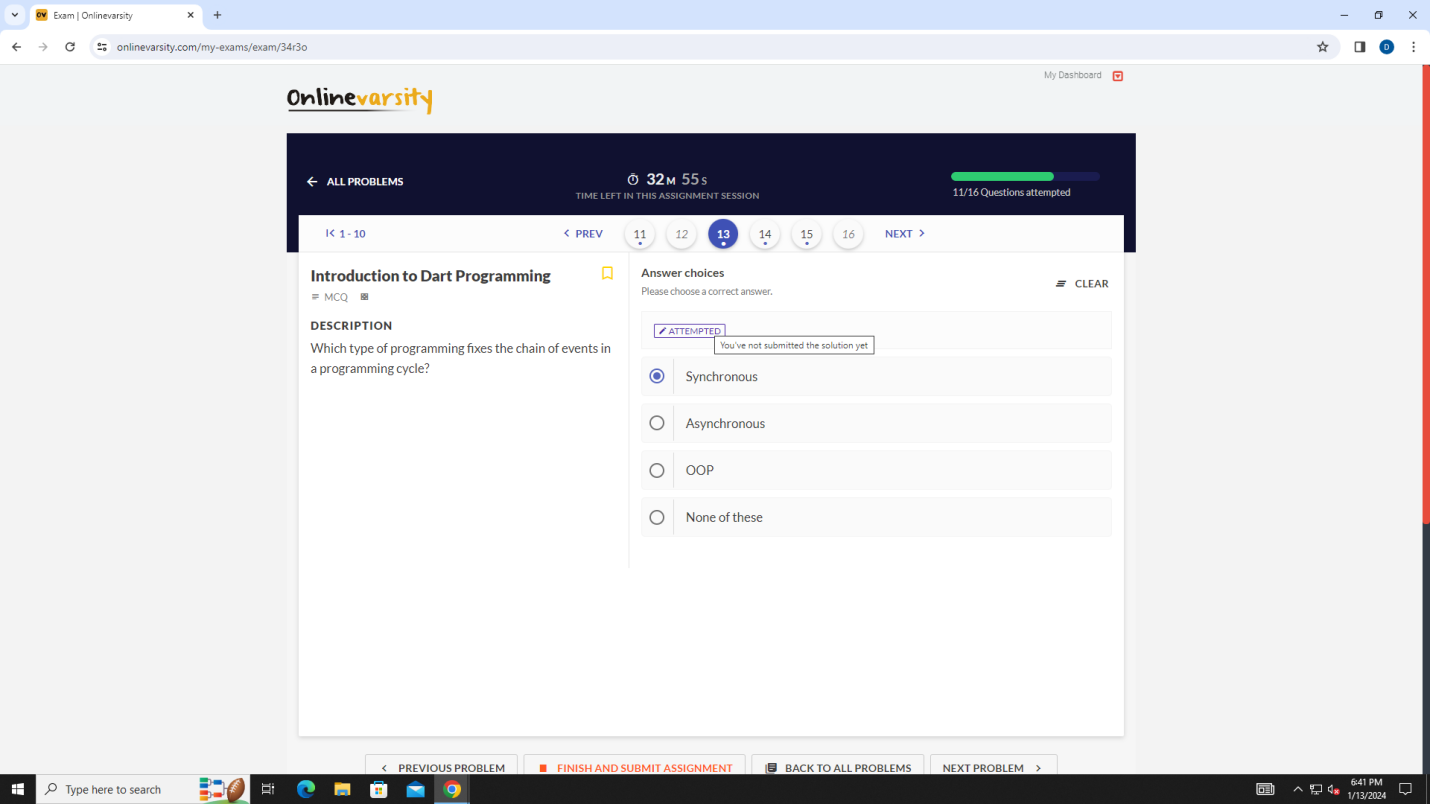 Exam | Onlinevarsity
onlinevarsity.com/my-exams/exam/34r3o
D
My Dashboard
Onlinevarsity
ALL PROBLEMS
32 M 55 S
TIME LEFT IN THIS ASSIGNMENT SESSION
11/16 Questions attempted
1 - 10
PREV
11
12
13
14
15
16
NEXT
Introduction to Dart Programming
MCQ
DESCRIPTION
Which type of programming fixes the chain of events in
a programming cycle?
Answer choices
Please choose a correct answer.
CLEAR
ATTEMPTED
You've not submitted the solution yet
Synchronous
Asynchronous
OOP
None of these
PREVIOUS PROBLEM
FINISH AND SUBMIT ASSIGNMENT
BACK TO ALL PROBLEMS
NEXT PROBLEM
Type here to search
6:41 PM
1/13/2024